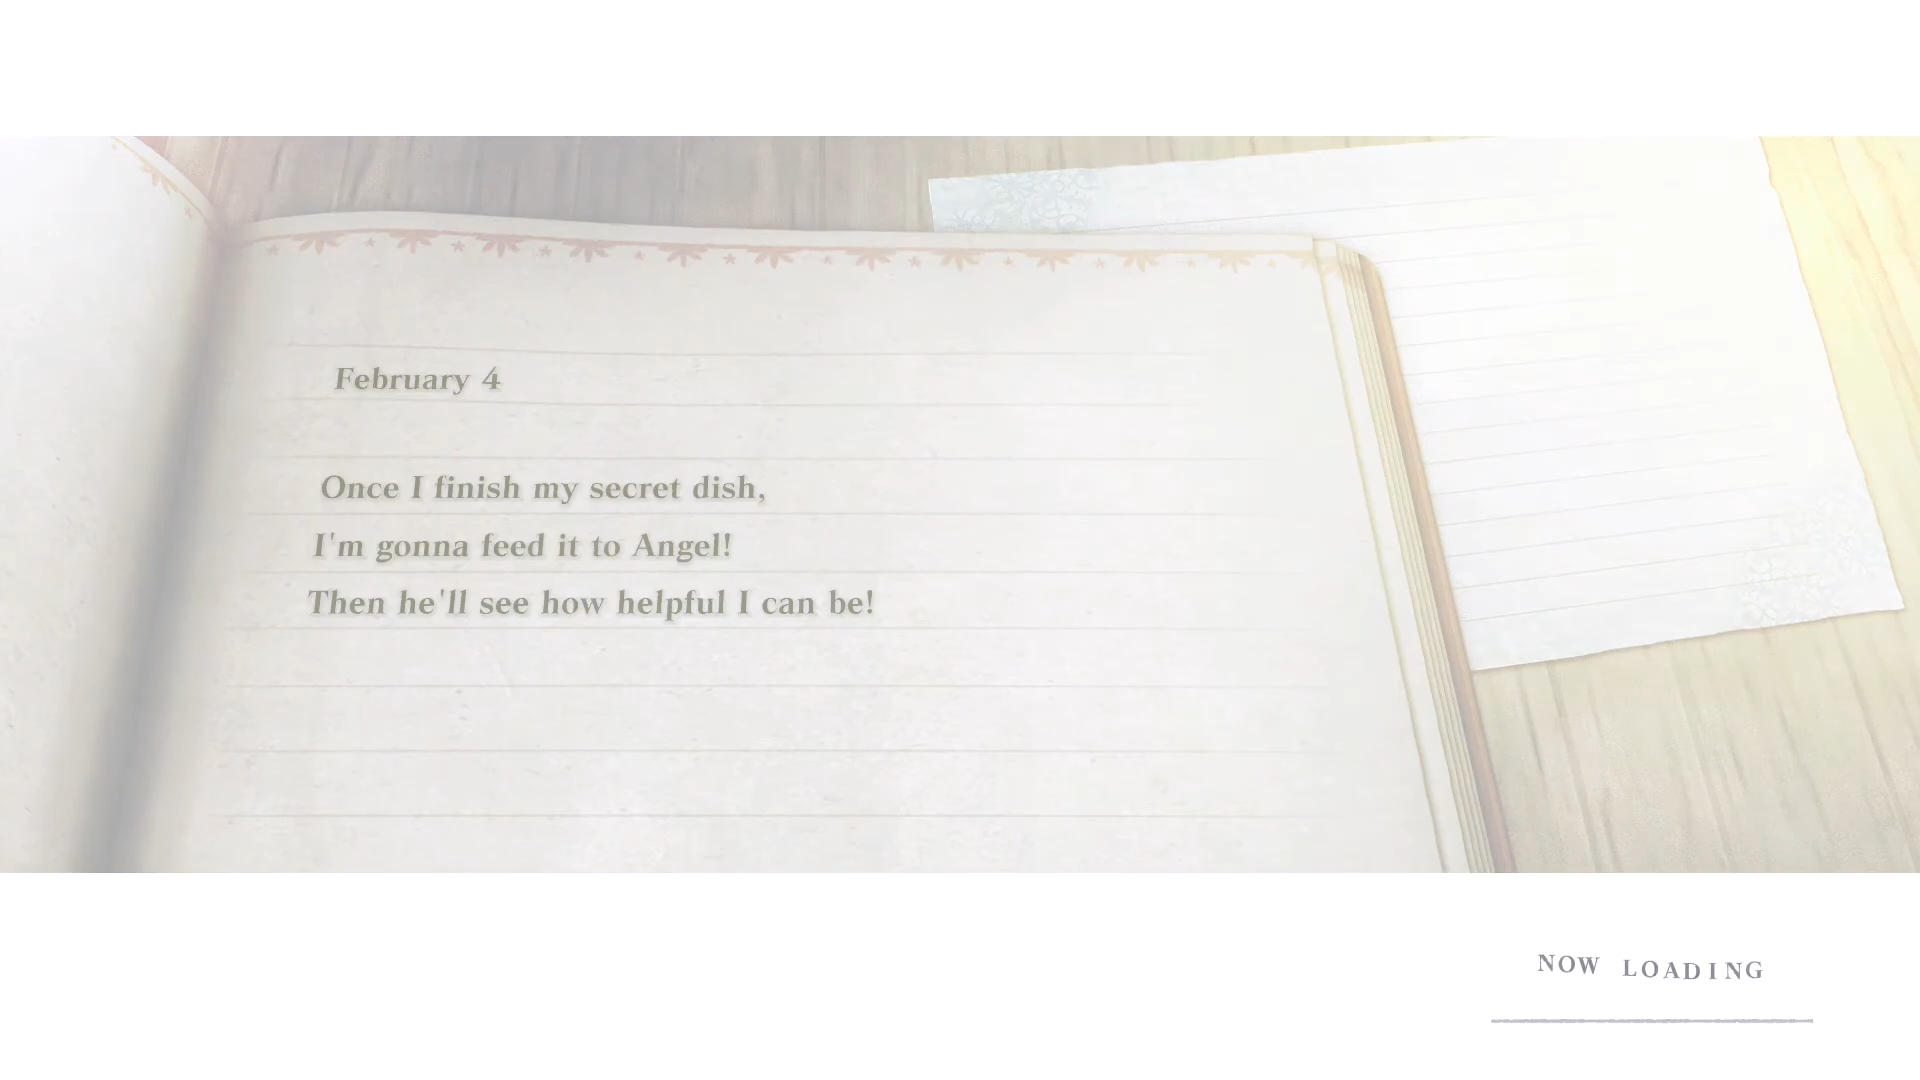 February 4
Once I finish my secret dish,
I'm gonna feed it to Angel!
Then he'll see how helpful I can be!
NOW LOADING